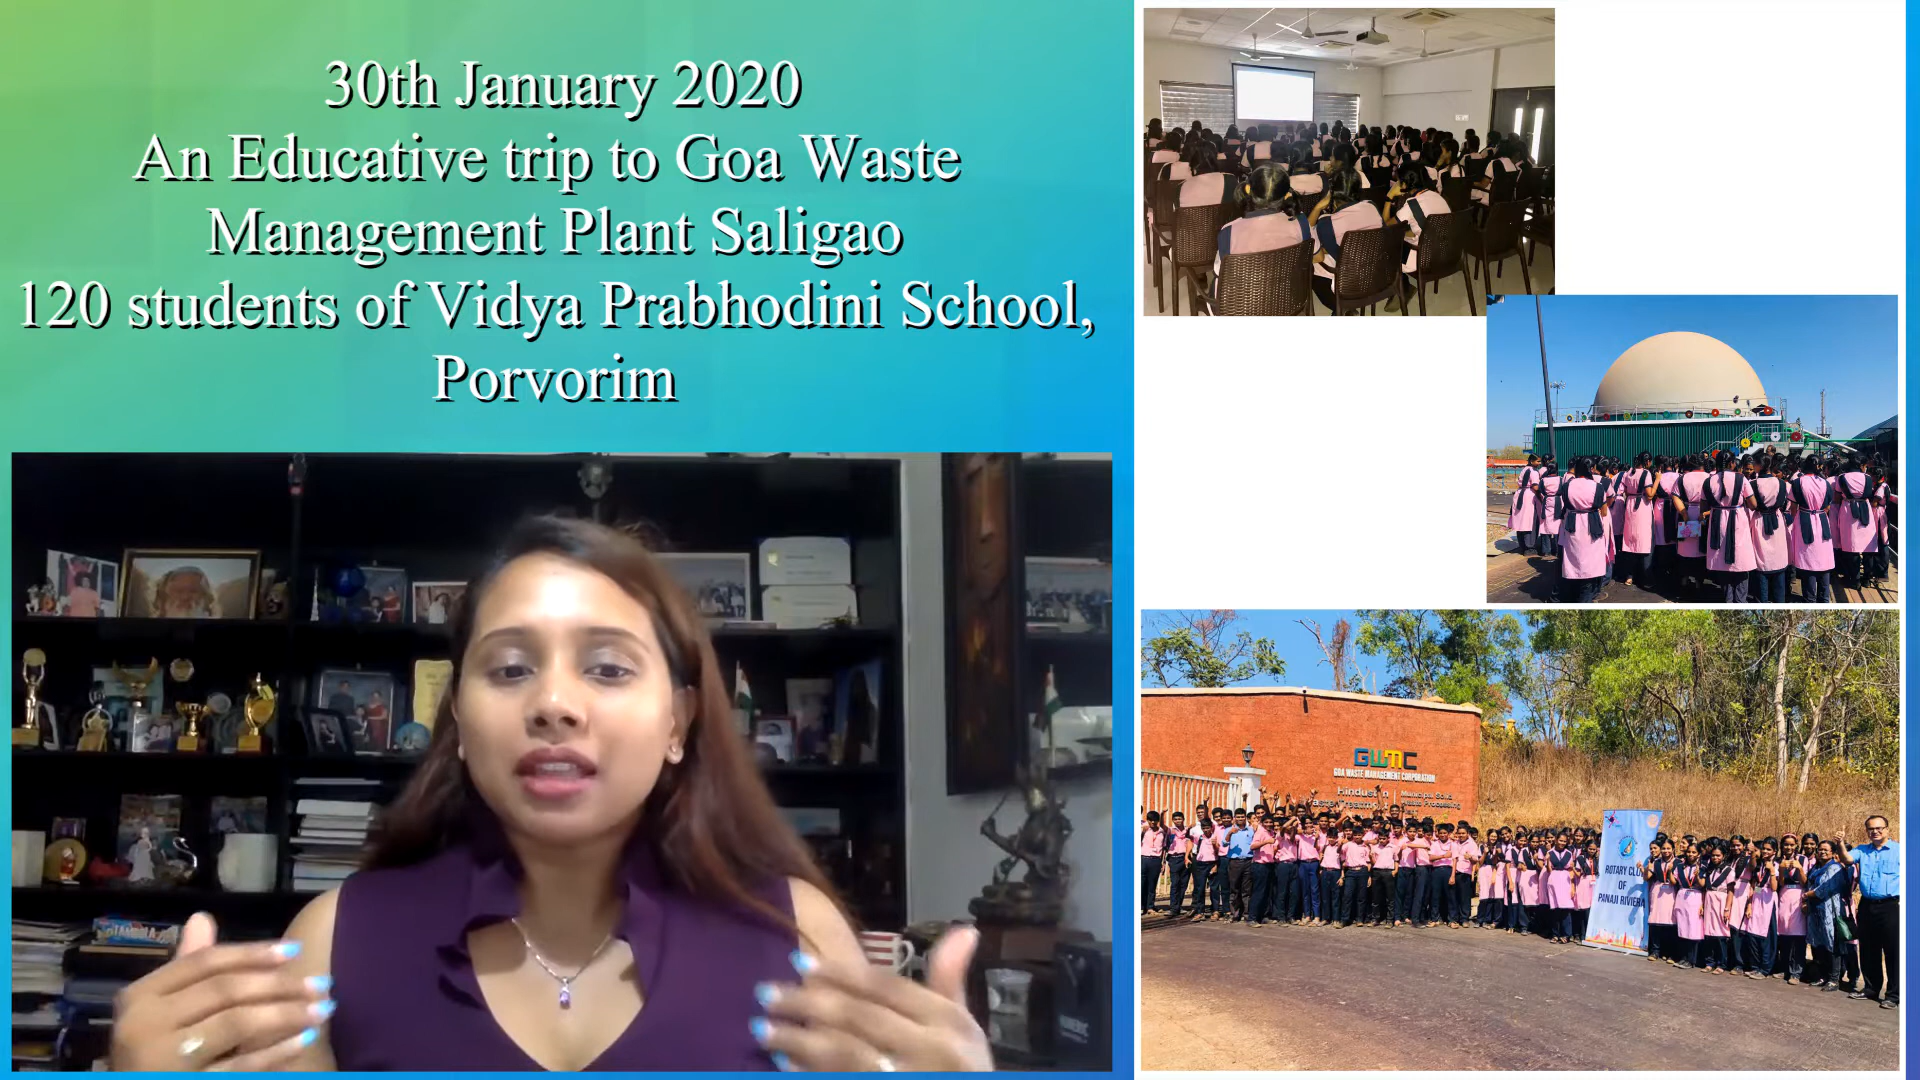 30th January 2020
An Educative trip to Goa Waste
Management Plant Saligao
120 students of Vidya Prabhodini School,
Porvorim
GWMC
GOA WASTE MANAGEMENT CORPORATION
ROTARY CLUB
OF
PANAJI RIVIERA